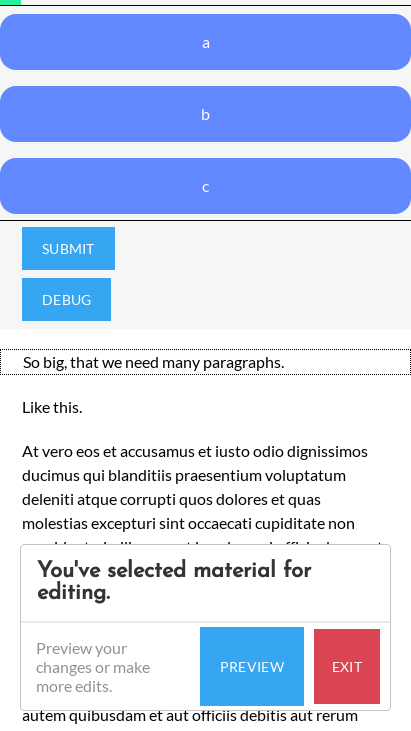 a
b
c
SUBMIT
DEBUG
So big, that we need many paragraphs.
Like this.
At vero eos et accusamus et iusto odio dignissimos
ducimus qui blanditiis praesentium voluptatum
deleniti atque corrupti quos dolores et quas
molestias excepturi sint occaecati cupiditate non
You've selected material for
editing.
Preview your
changes or make
more edits.
PREVIEW
EXIT
autem quibusdam et aut officiis debitis aut rerum